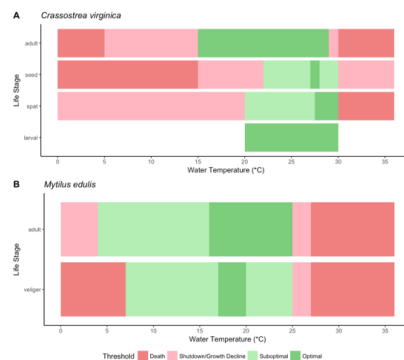 A
Crassostrea virginica
Life Stage
adult
seed
spat
larval
0 5 10 15 20 25 30 35
Water Temperature (°C)
B
Mytilus edulis
Life Stage
adult
veliger
0 5 10 15 20 25 30 35
Water Temperature (°C)
Threshold Death Shutdown/Growth Decline Suboptimal Optimal